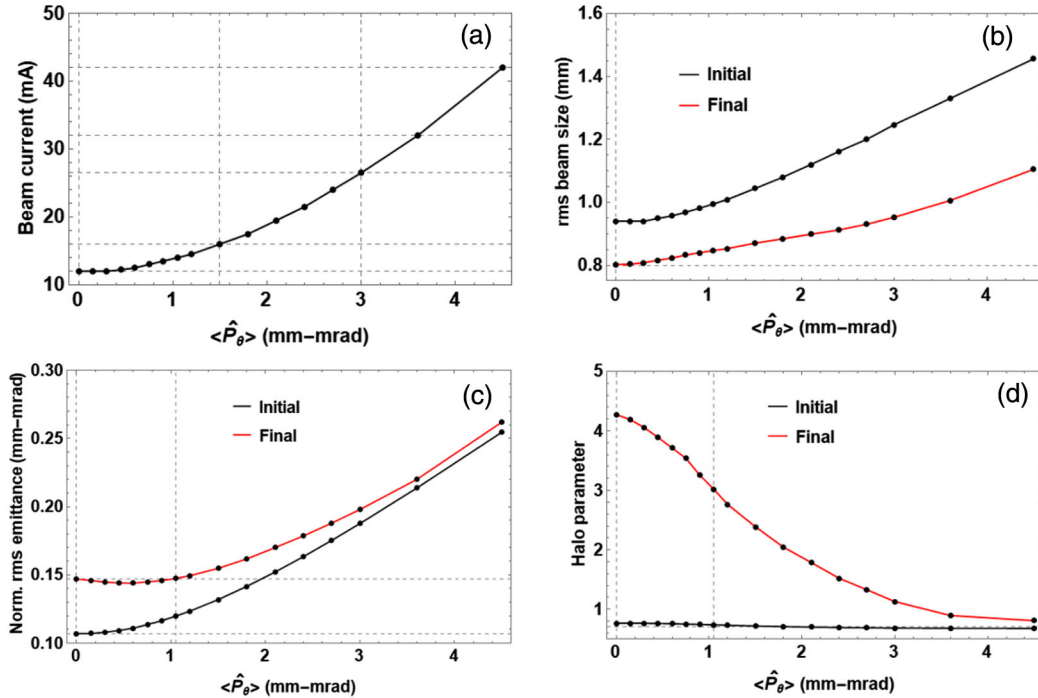 (a)
Beam current (mA)
50
40
30
20
10
0
1
2
3
4
<P̂θ> (mm−mrad)
(b)
rms beam size (mm)
1.6
1.4
1.2
1.0
0.8
Initial
Final
0
1
2
3
4
<P̂θ> (mm−mrad)
(c)
Norm. rms emittance (mm−mrad)
0.30
0.25
0.20
0.15
0.10
Initial
Final
0
1
2
3
4
<P̂θ> (mm−mrad)
(d)
Halo parameter
5
4
3
2
1
Initial
Final
0
1
2
3
4
<P̂θ> (mm−mrad)